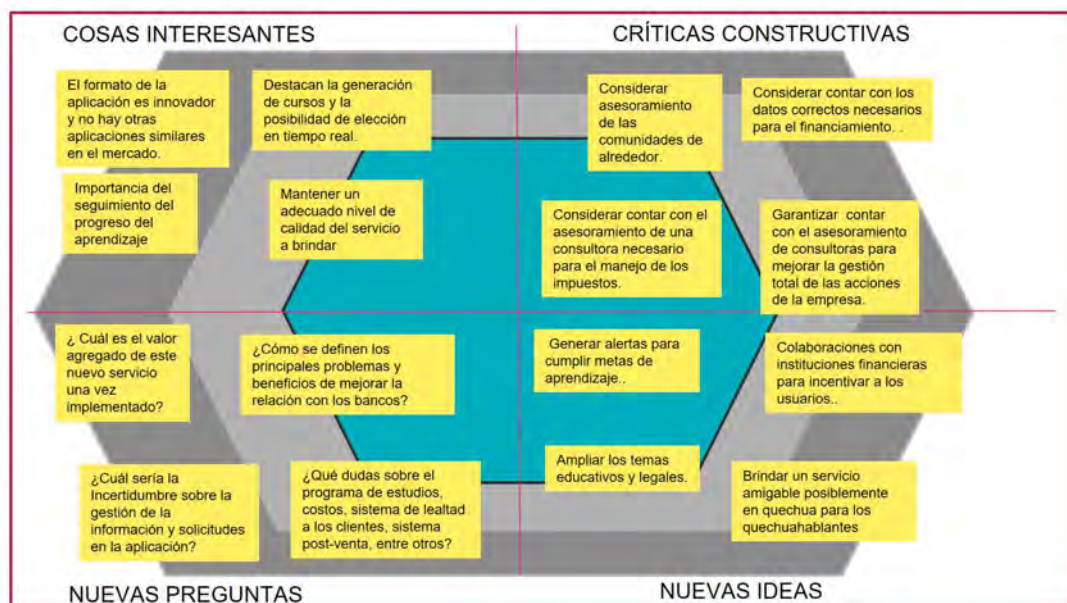 COSAS INTERESANTES
El formato de la
aplicación es innovador
y no hay otras
aplicaciones similares
en el mercado.
Destacan la generación
de cursos y la
posibilidad de elección
en tiempo real.
Importancia del
seguimiento del
progreso del
aprendizaje
Mantener un
adecuado nivel de
calidad del servicio
a brindar
CRÍTICAS CONSTRUCTIVAS
Considerar
asesoramiento
de las
comunidades de
alrededor.
Considerar contar con los
datos correctos necesarios
para el financiamiento. .
Considerar contar con el
asesoramiento de una
consultora necesario
para el manejo de los
impuestos.
Garantizar contar
con el asesoramiento
de consultoras para
mejorar la gestión
total de las acciones
de la empresa.
¿ Cuál es el valor
agregado de este
nuevo servicio
una vez
implementado?
¿Cómo se definen los
principales problemas y
beneficios de mejorar la
relación con los bancos?
¿Cuál sería la
Incertidumbre sobre la
gestión de la
información y solicitudes
en la aplicación?
¿Qué dudas sobre el
programa de estudios,
costos, sistema de lealtad
a los clientes, sistema
post-venta, entre otros?
NUEVAS PREGUNTAS
Generar alertas para
cumplir metas de
aprendizaje..
Colaboraciones con
instituciones financieras
para incentivar a los
usuarios..
Ampliar los temas
educativos y legales.
Brindar un servicio
amigable posiblemente
en quechua para los
quechuahablantes
NUEVAS IDEAS